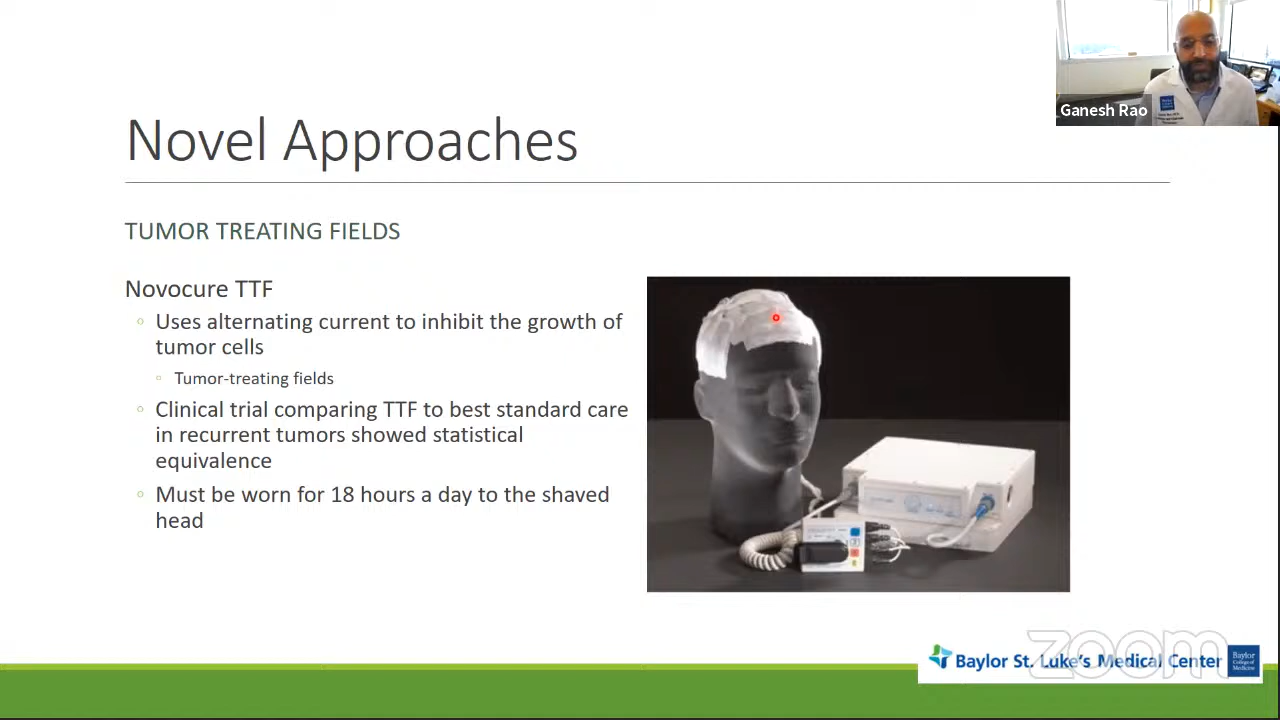 Ganesh Rao
Novel Approaches
TUMOR TREATING FIELDS
Novocure TTF
Uses alternating current to inhibit the growth of
tumor cells
Tumor-treating fields
Clinical trial comparing TTF to best standard care
in recurrent tumors showed statistical
equivalence
Must be worn for 18 hours a day to the shaved
head
zoom
Baylor St. Luke's Medical Center
Baylor
College of
Medicine